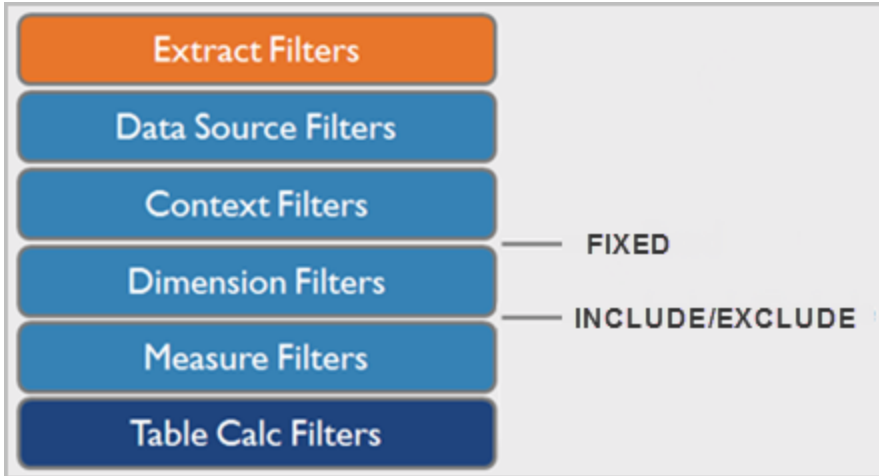 Extract Filters
Data Source Filters
Context Filters
FIXED
Dimension Filters
INCLUDE/EXCLUDE
Measure Filters
Table Calc Filters